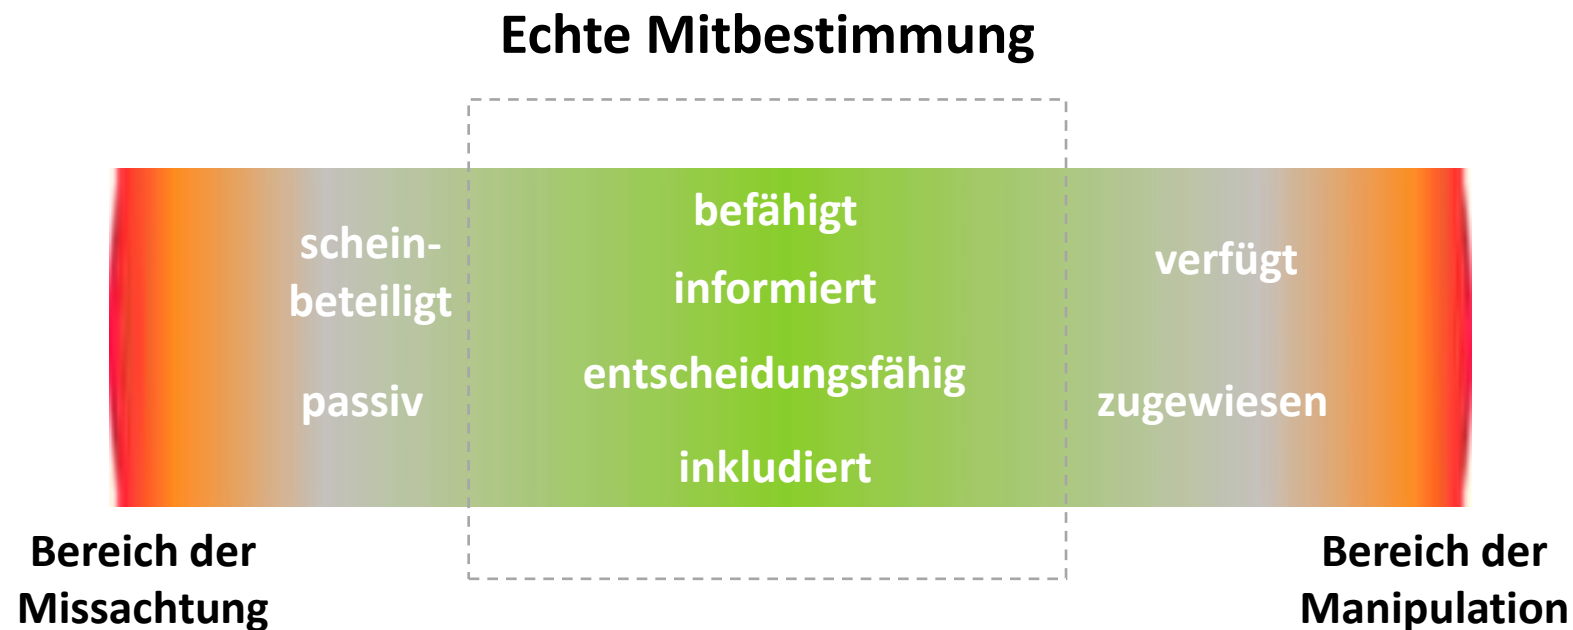 Echte Mitbestimmung
schein-
beteiligt
passiv
befähigt
informiert
entscheidungsfähig
inkludiert
verfügt
zugewiesen
Bereich der
Missachtung
Bereich der
Manipulation